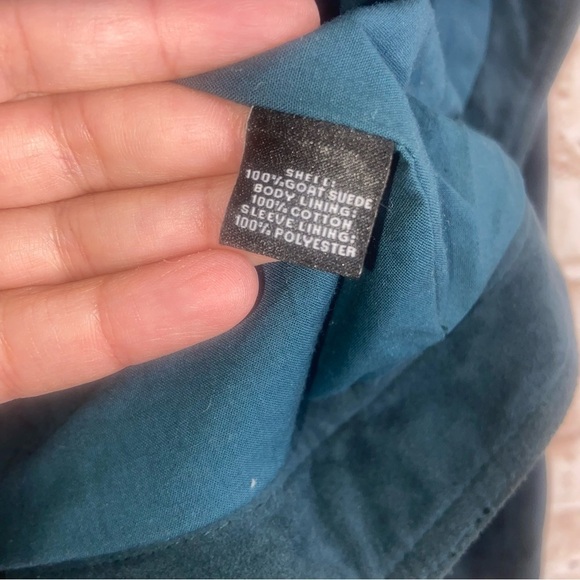 SHELL:
100% GOAT SUEDE
BODY LINING:
100% COTTON
SLEEVE LINING:
100% POLYESTER